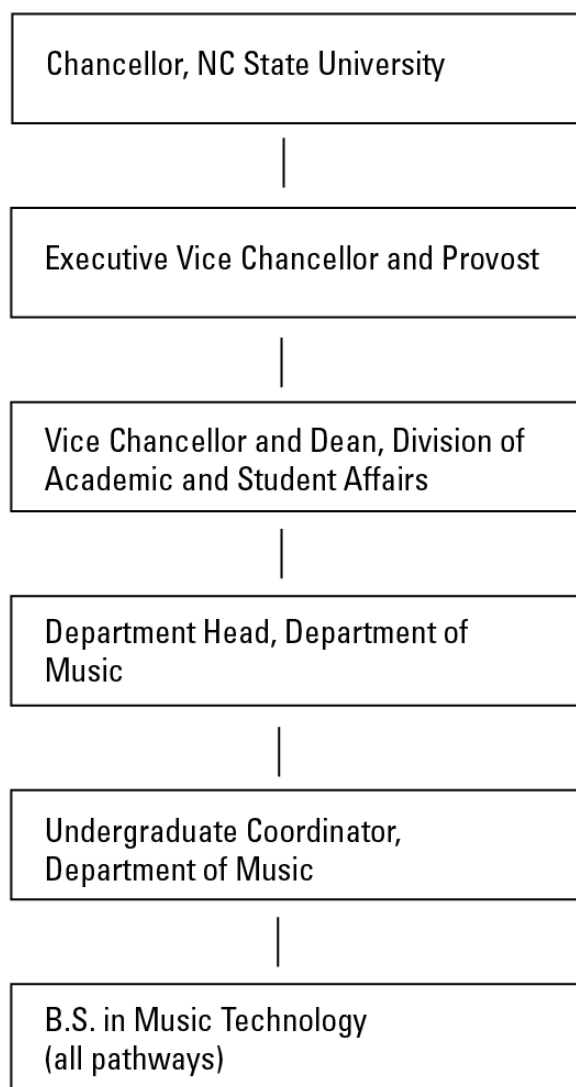 Chancellor, NC State University
Executive Vice Chancellor and Provost
Vice Chancellor and Dean, Division of
Academic and Student Affairs
Department Head, Department of
Music
Undergraduate Coordinator,
Department of Music
B.S. in Music Technology
(all pathways)